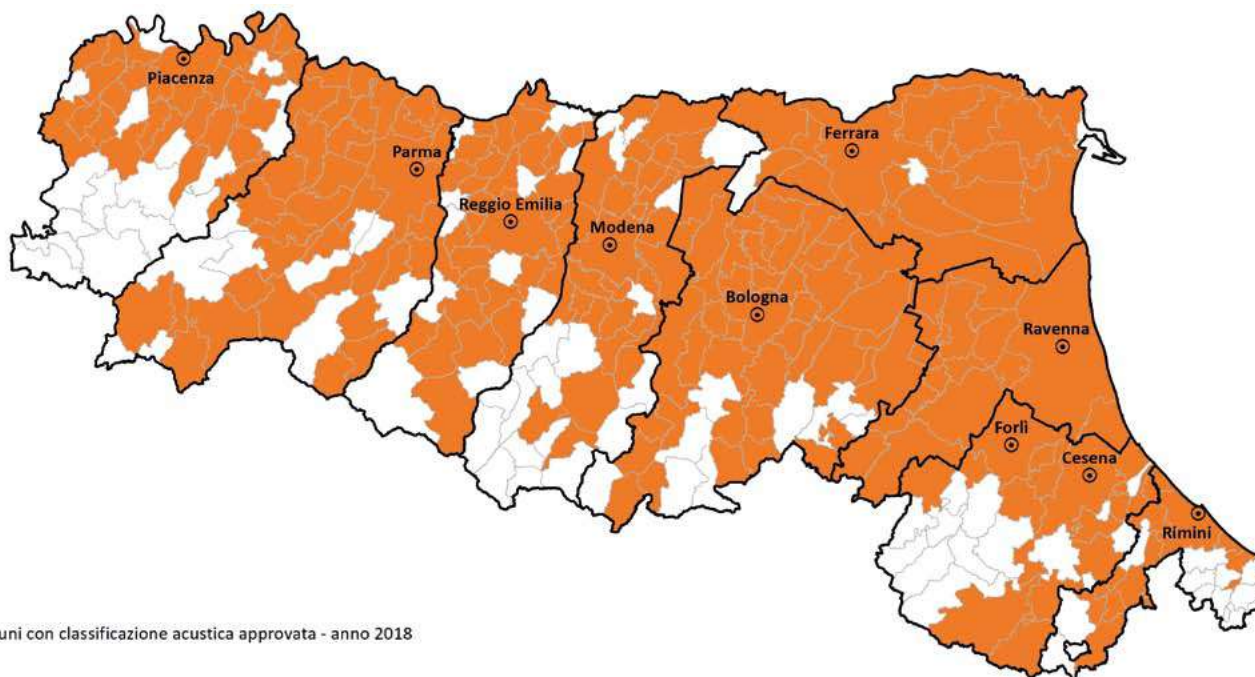 Piacenza
Parma
Ferrara
Reggio Emilia
Modena
Bologna
Ravenna
Forlì
Cesena
Rimini
uni con classificazione acustica approvata - anno 2018